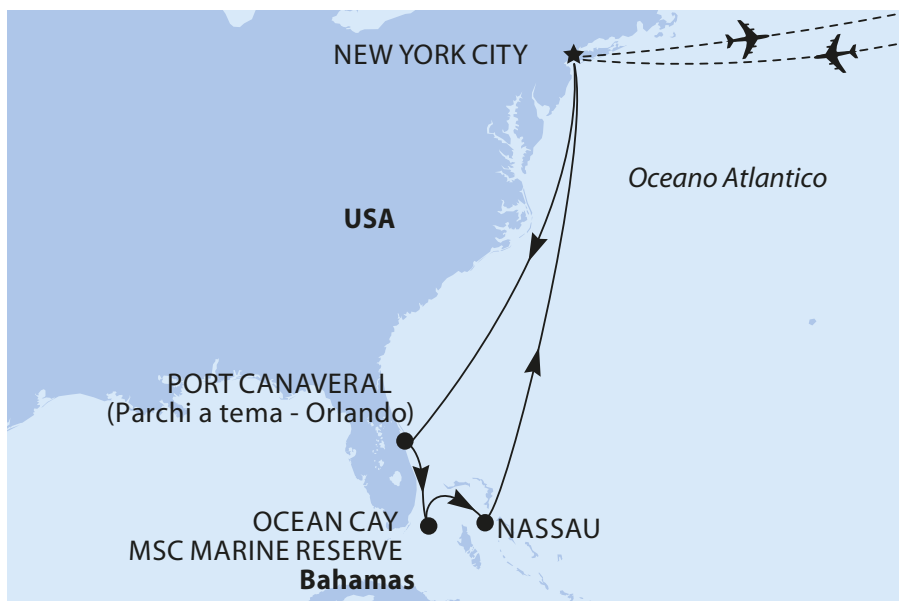 NEW YORK CITY
Oceano Atlantico
USA
PORT CANAVERAL
(Parchi a tema - Orlando)
OCEAN CAY
MSC MARINE RESERVE
NASSAU
Bahamas